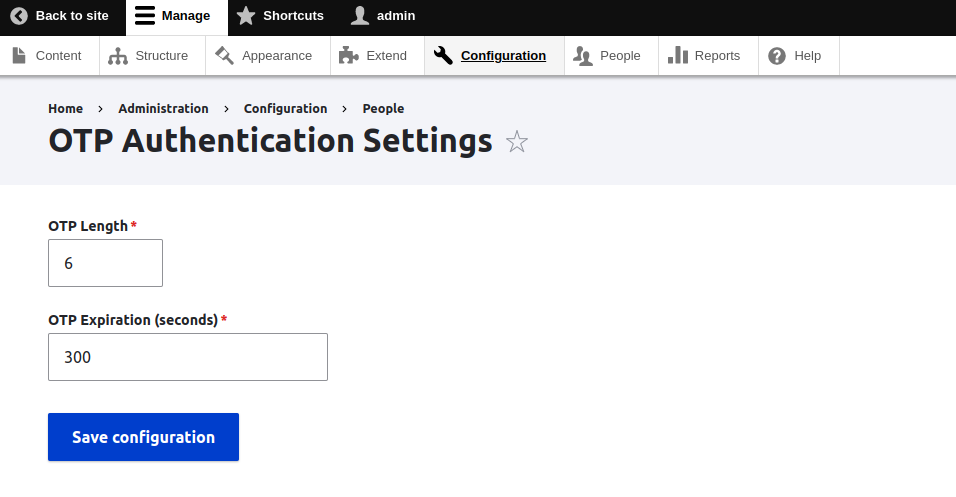 Back to site Manage Shortcuts admin
Content Structure Appearance Extend Configuration People Reports Help
Home › Administration › Configuration › People
OTP Authentication Settings
OTP Length *
6
OTP Expiration (seconds) *
300
Save configuration